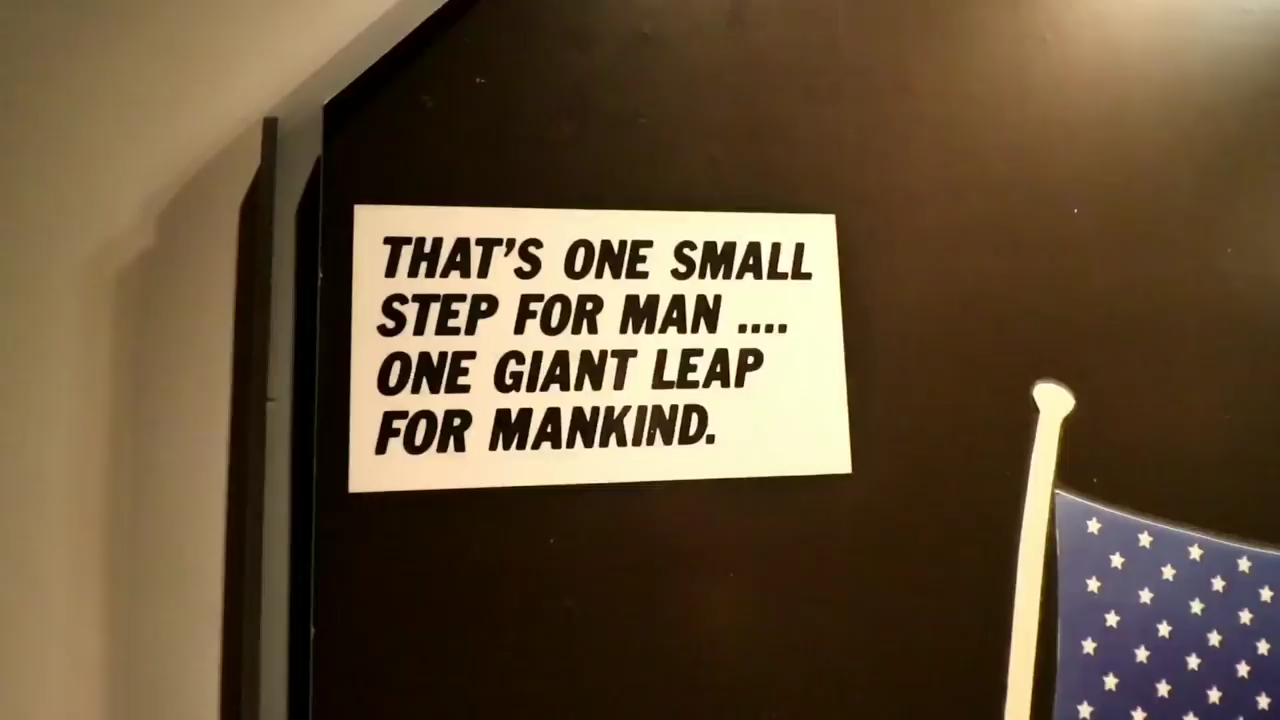 THAT'S ONE SMALL
STEP FOR MAN ....
ONE GIANT LEAP
FOR MANKIND.